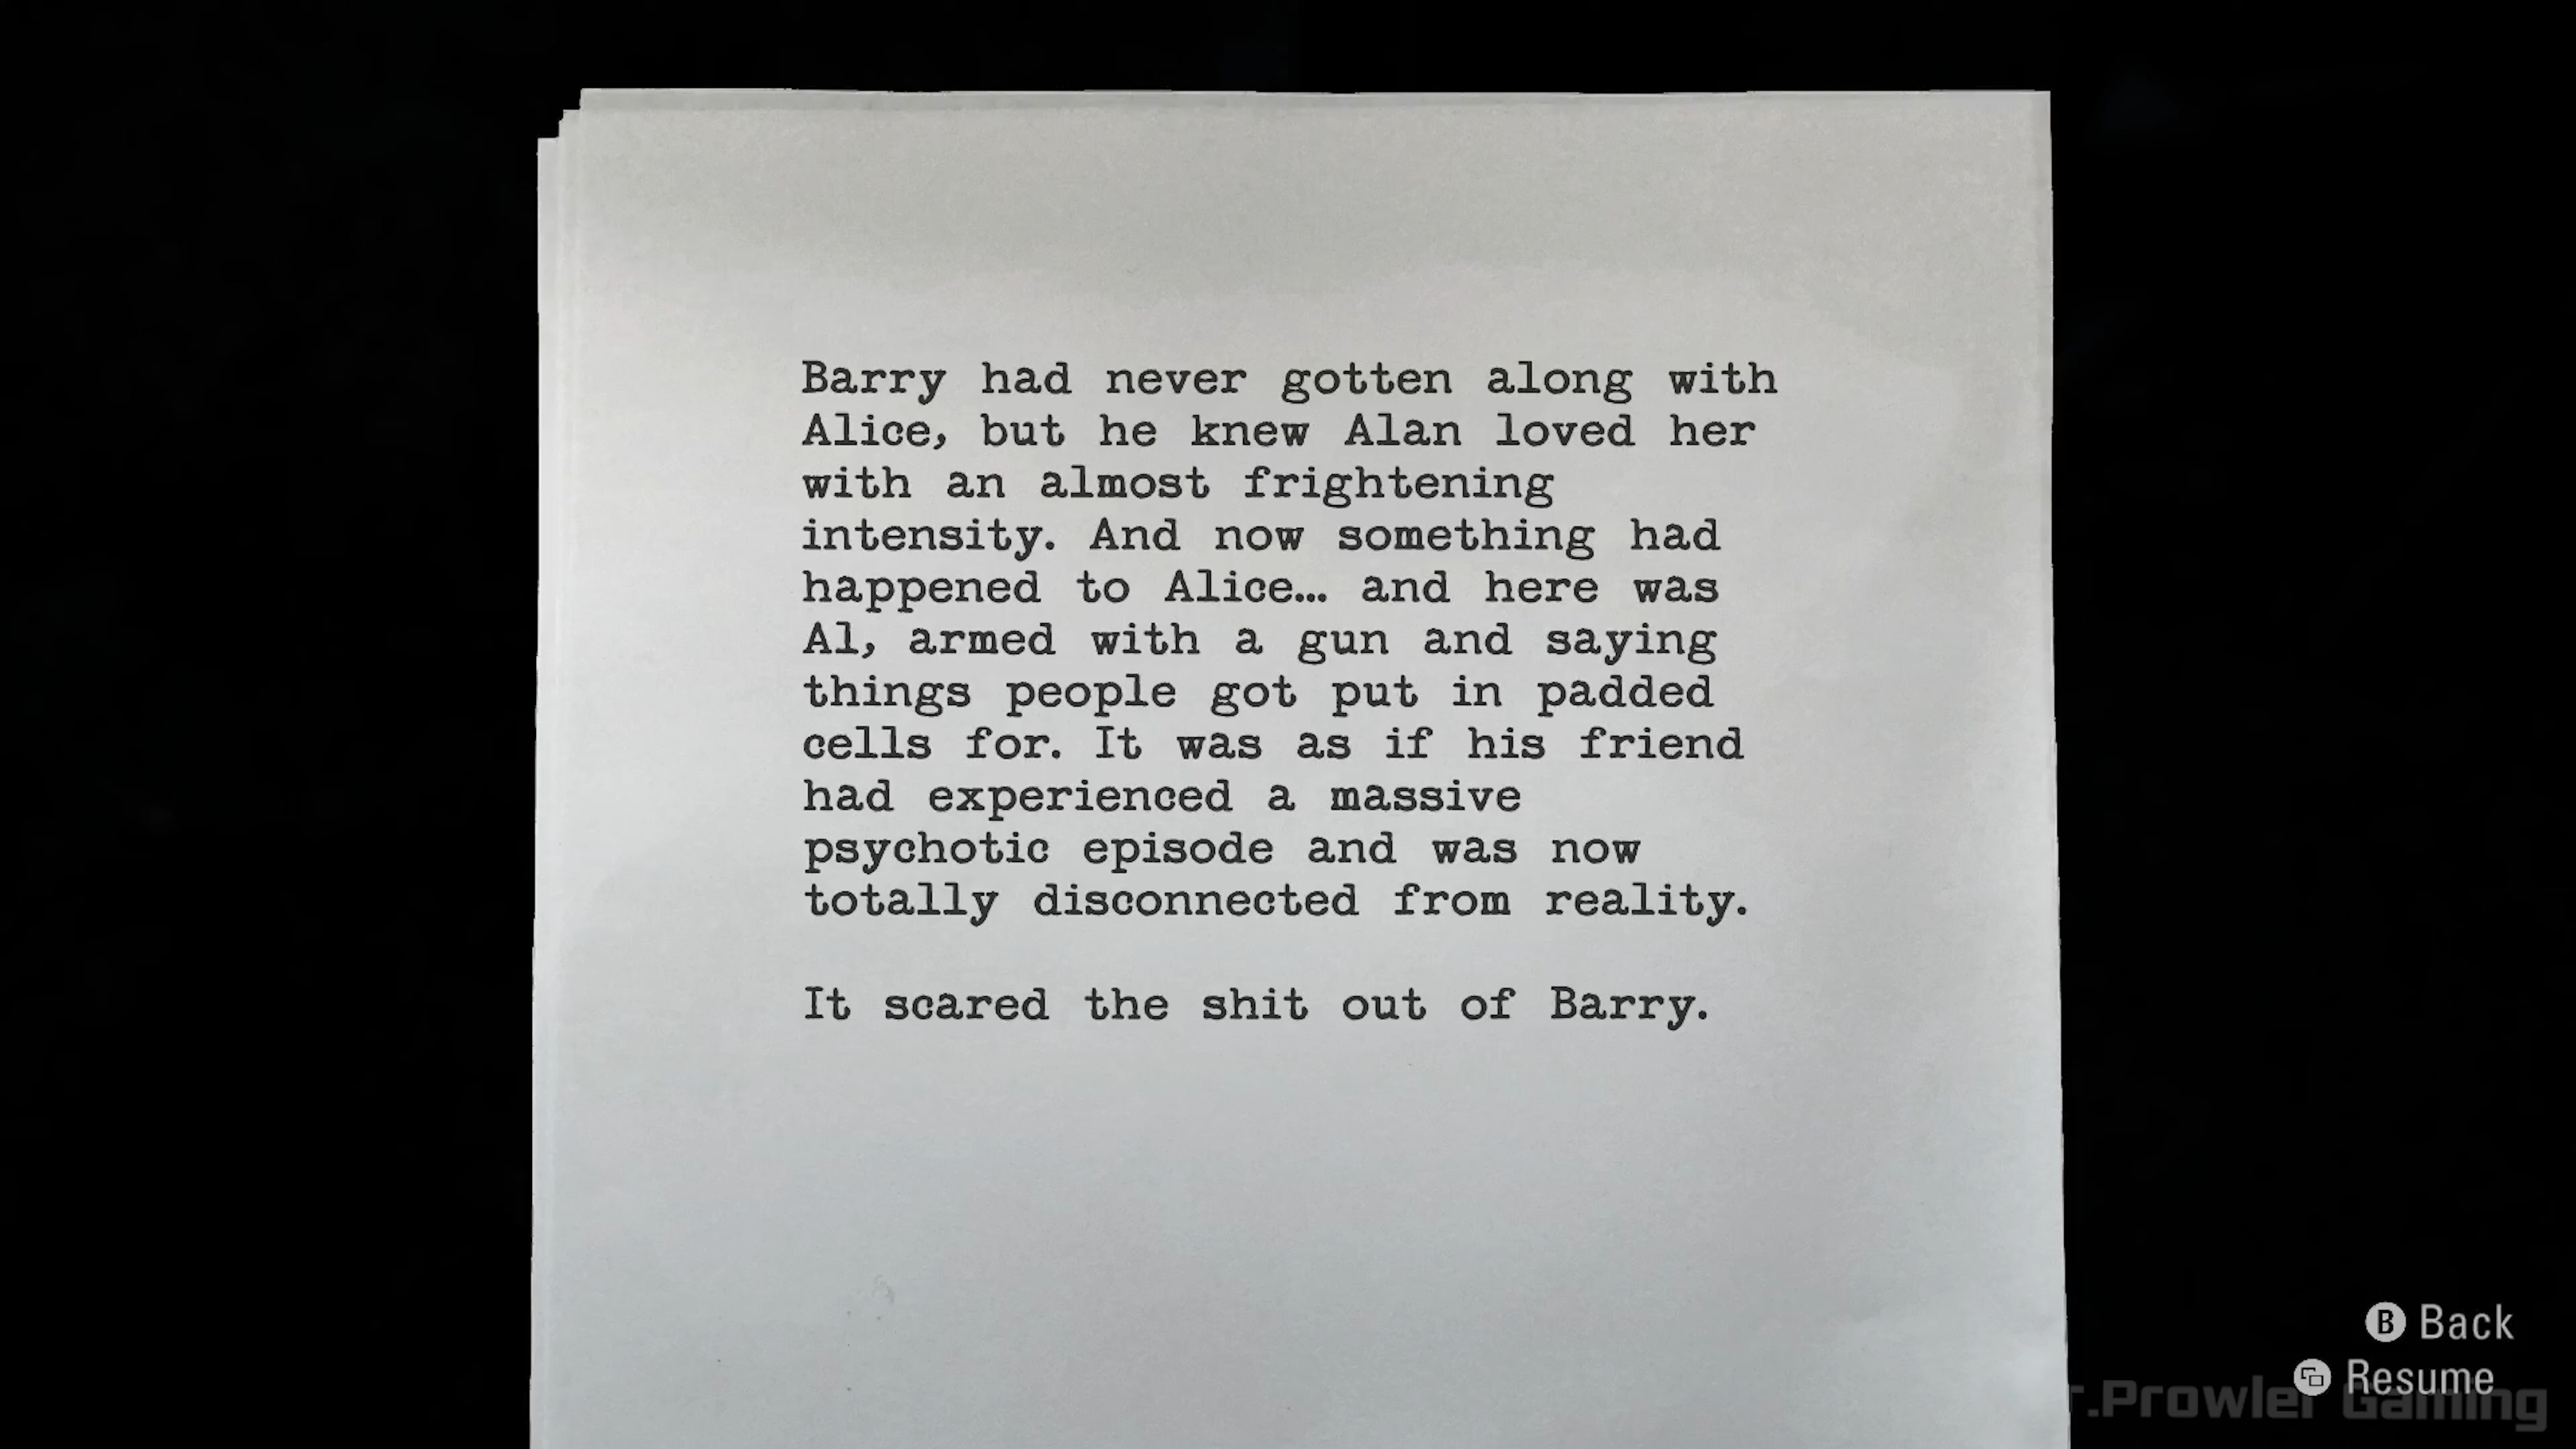 Barry had never gotten along with
Alice, but he knew Alan loved her
with an almost frightening
intensity. And now something had
happened to Alice… and here was
Al, armed with a gun and saying
things people got put in padded
cells for. It was as if his friend
had experienced a massive
psychotic episode and was now
totally disconnected from reality.
It scared the shit out of Barry.
B Back
Resume
r.Prowler Gaming